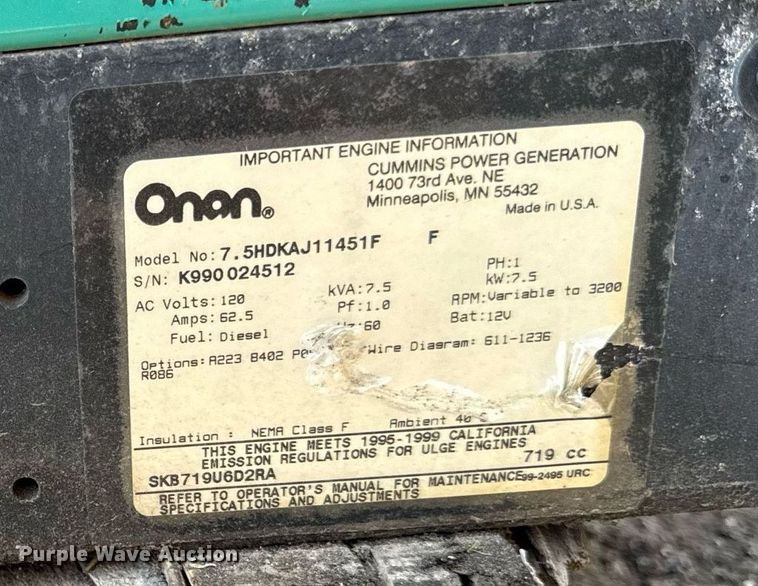 IMPORTANT ENGINE INFORMATION
Onan®
CUMMINS POWER GENERATION
1400 73rd Ave. NE
Minneapolis, MN 55432
Made in U.S.A.
Model No: 7.5HDKAJ11451F F
S/N: K990024512
AC Volts: 120 kVA: 7.5 PH: 1
Amps: 62.5 Pf: 1.0 kW: 7.5
Fuel: Diesel Hz: 60 RPM: Variable to 3200
Bat: 12V
Options: A223 B402 Wire Diagram: 611-1236
R086
Insulation : NEMA Class F Ambient 40
THIS ENGINE MEETS 1995-1999 CALIFORNIA
EMISSION REGULATIONS FOR ULGE ENGINES
SKB719U6D2RA 719 cc
REFER TO OPERATOR'S MANUAL FOR MAINTENANCE 99-2495 URC
SPECIFICATIONS AND ADJUSTMENTS
Purple Wave Auction